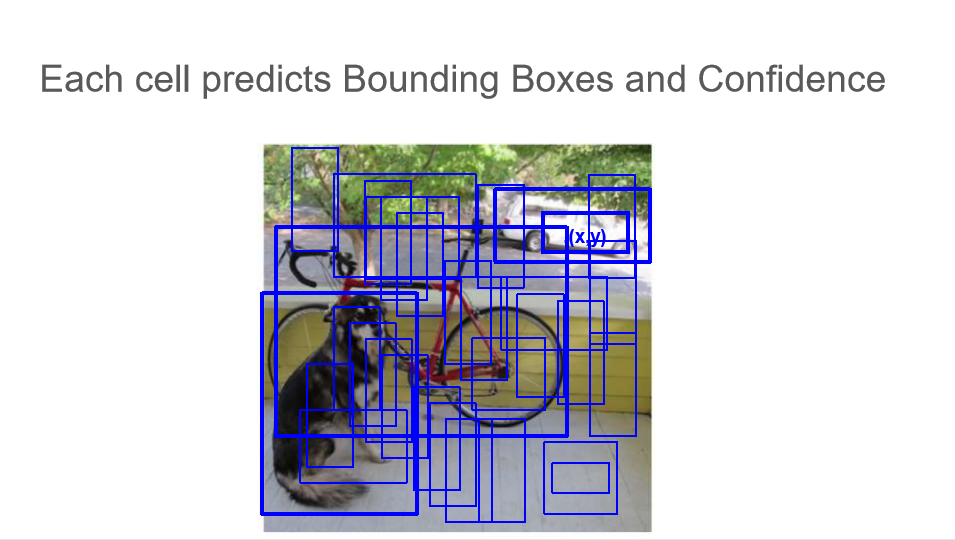 Each cell predicts Bounding Boxes and Confidence
(x,y)